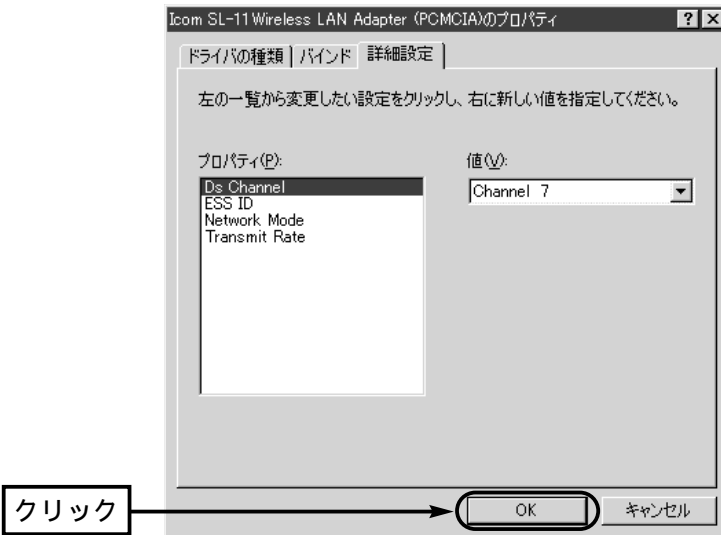 Icom SL-11 Wireless LAN Adapter (PCMCIA)のプロパティ
ドライバの種類 バインド 詳細設定
左の一覧から変更したい設定をクリックし、右に新しい値を指定してください。
プロパティ(P):
値(V):
Ds Channel
Channel 7
ESS ID
Network Mode
Transmit Rate
クリック
OK
キャンセル